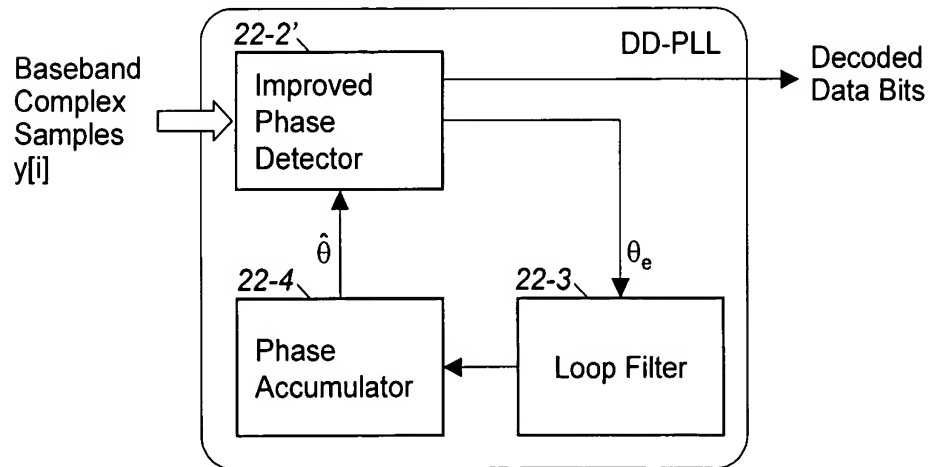 22-2'
DD-PLL
Baseband
Complex
Samples
y[i]
Improved
Phase
Detector
Decoded
Data Bits
θ̂
θe
22-4
22-3
Phase
Accumulator
Loop Filter